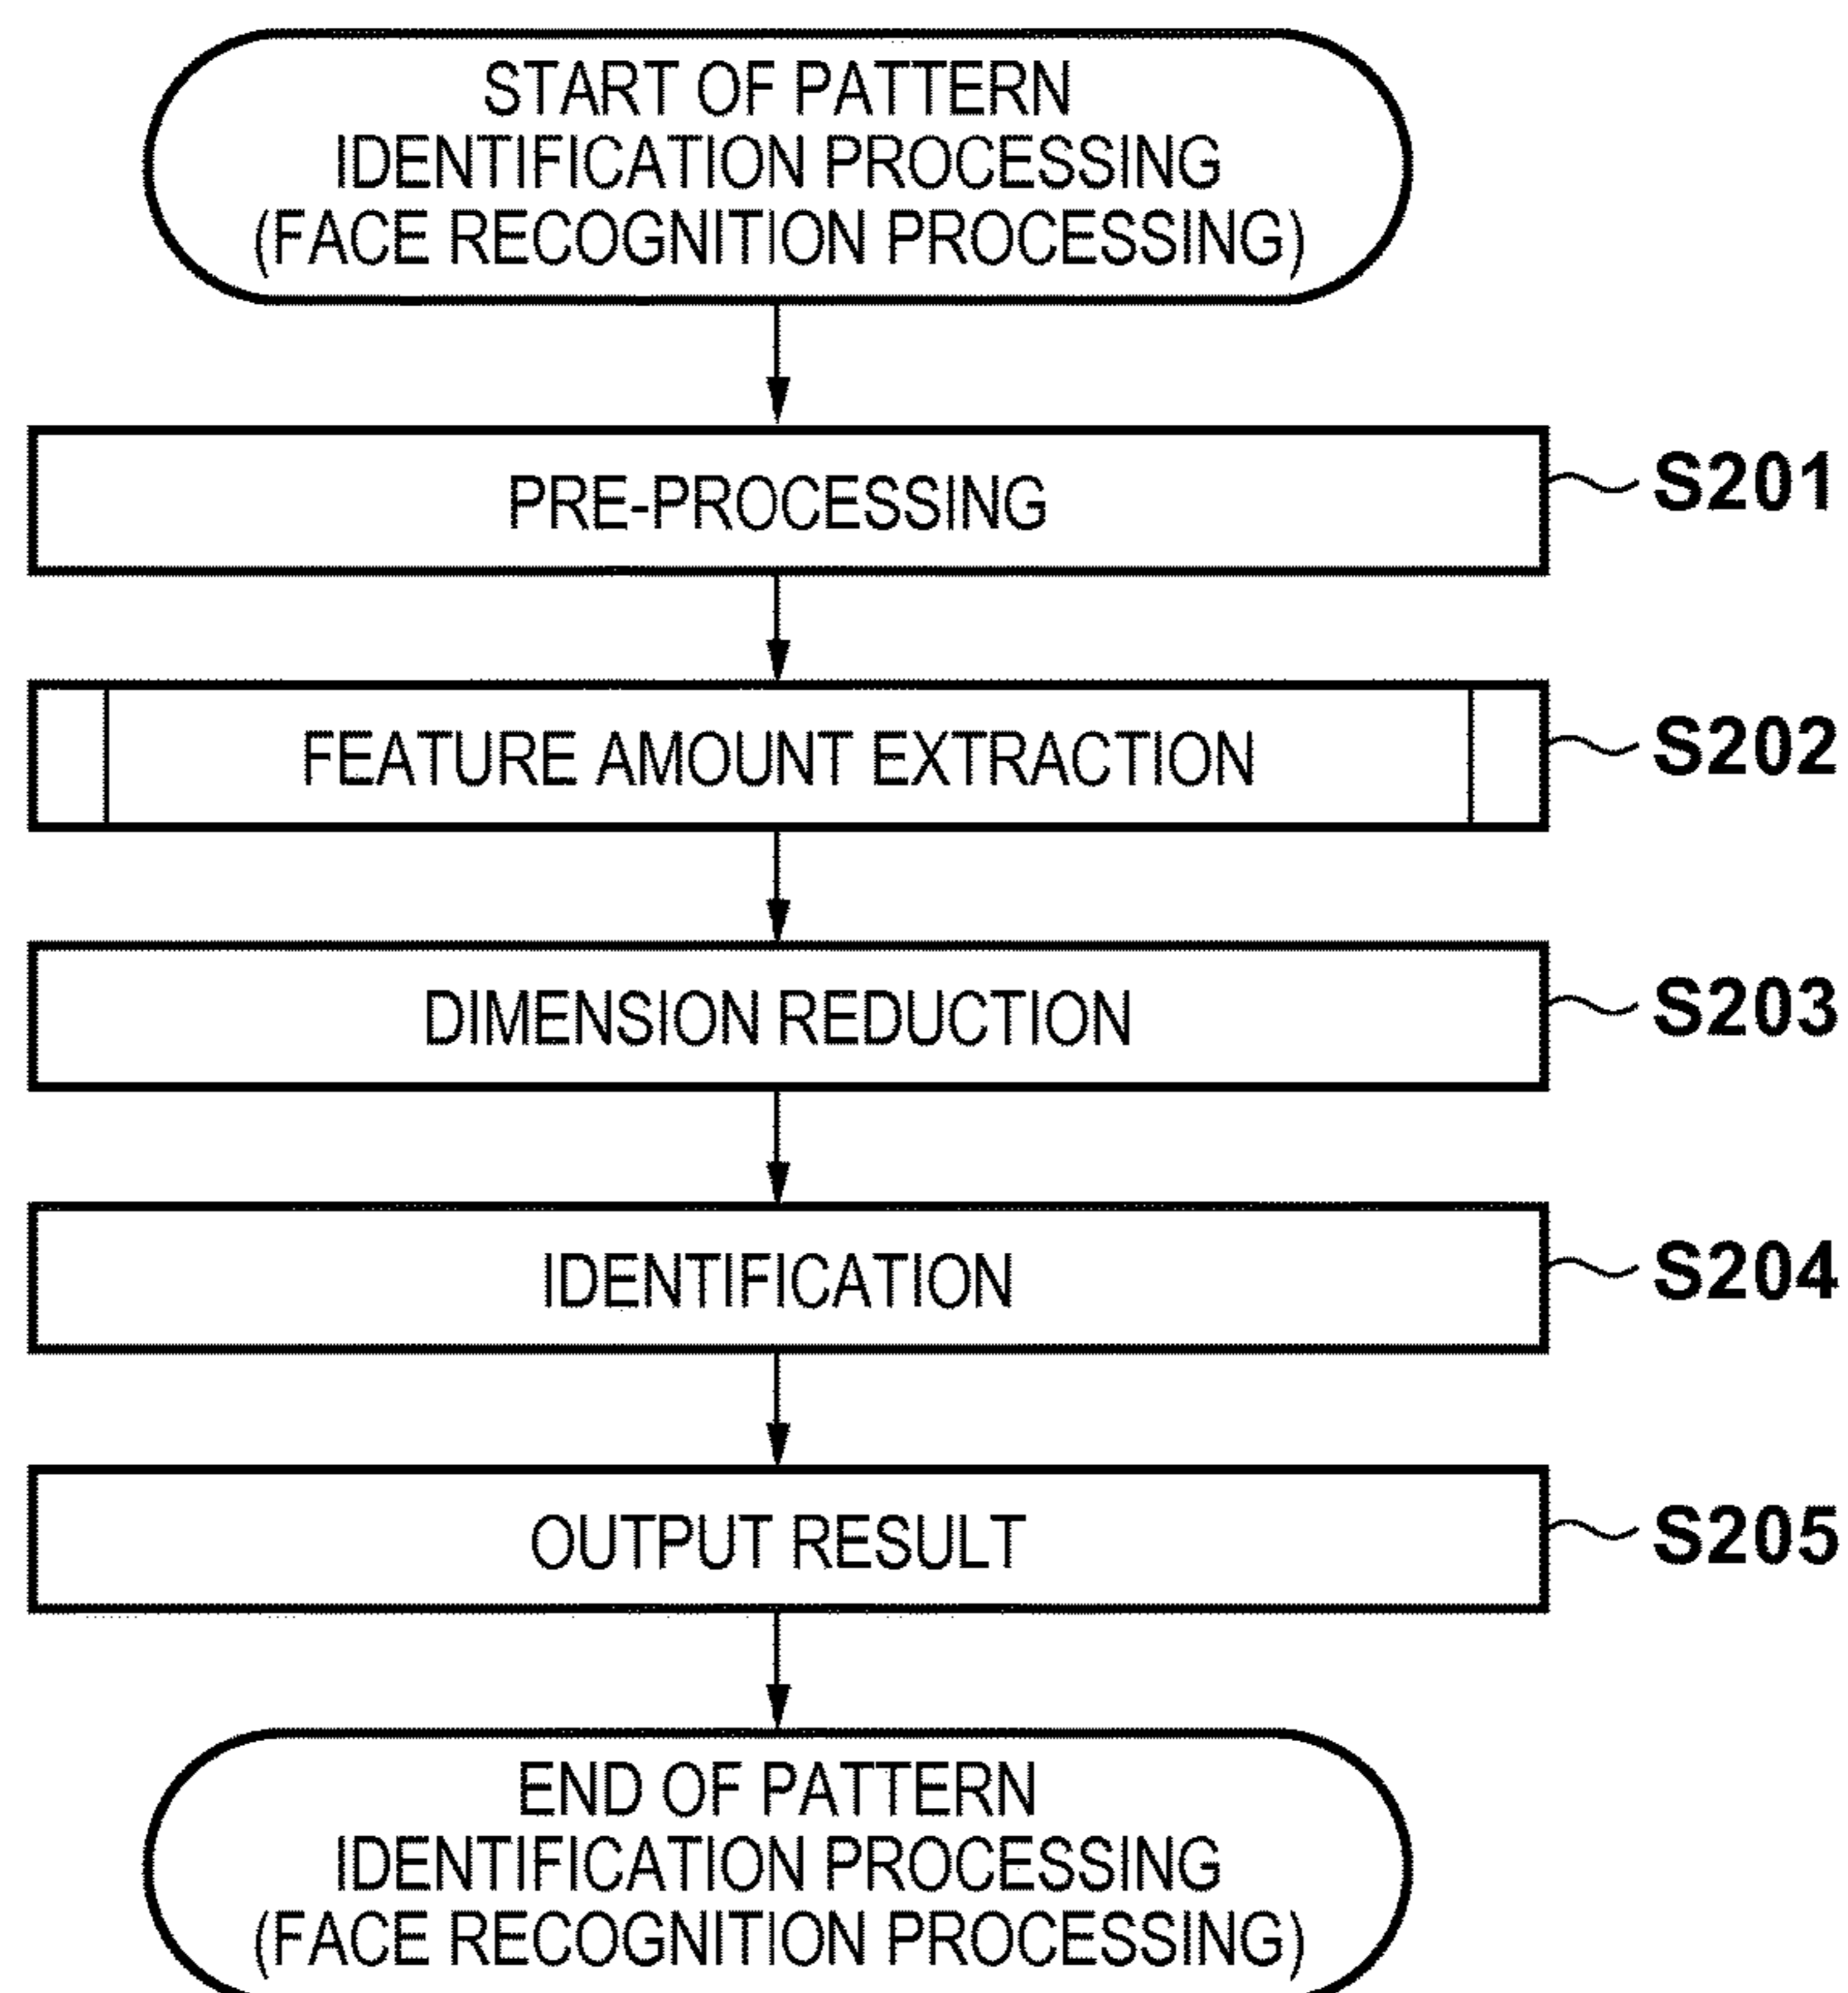 START OF PATTERN
IDENTIFICATION PROCESSING
(FACE RECOGNITION PROCESSING)
PRE-PROCESSING
S201
FEATURE AMOUNT EXTRACTION
S202
DIMENSION REDUCTION
S203
IDENTIFICATION
S204
OUTPUT RESULT
S205
END OF PATTERN
IDENTIFICATION PROCESSING
(FACE RECOGNITION PROCESSING)